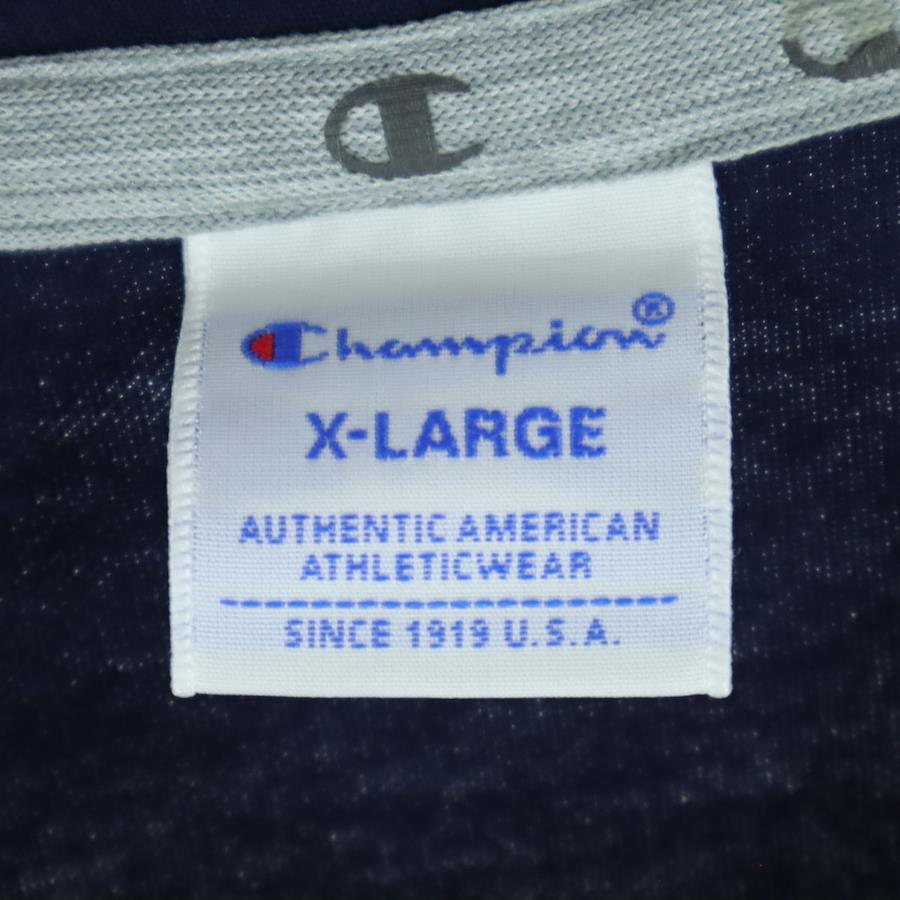 Champion®
X-LARGE
AUTHENTIC AMERICAN
ATHLETICWEAR
SINCE 1919 U.S.A.